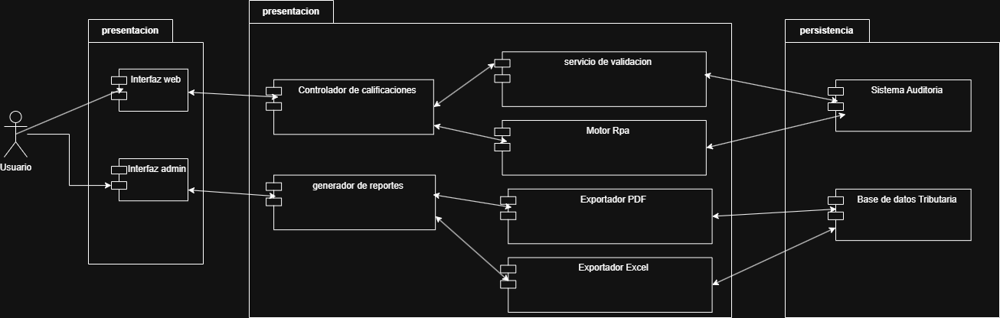 presentacion
Interfaz web
Interfaz admin
Usuario
presentacion
Controlador de calificaciones
generador de reportes
servicio de validacion
Motor Rpa
Exportador PDF
Exportador Excel
persistencia
Sistema Auditoria
Base de datos Tributaria